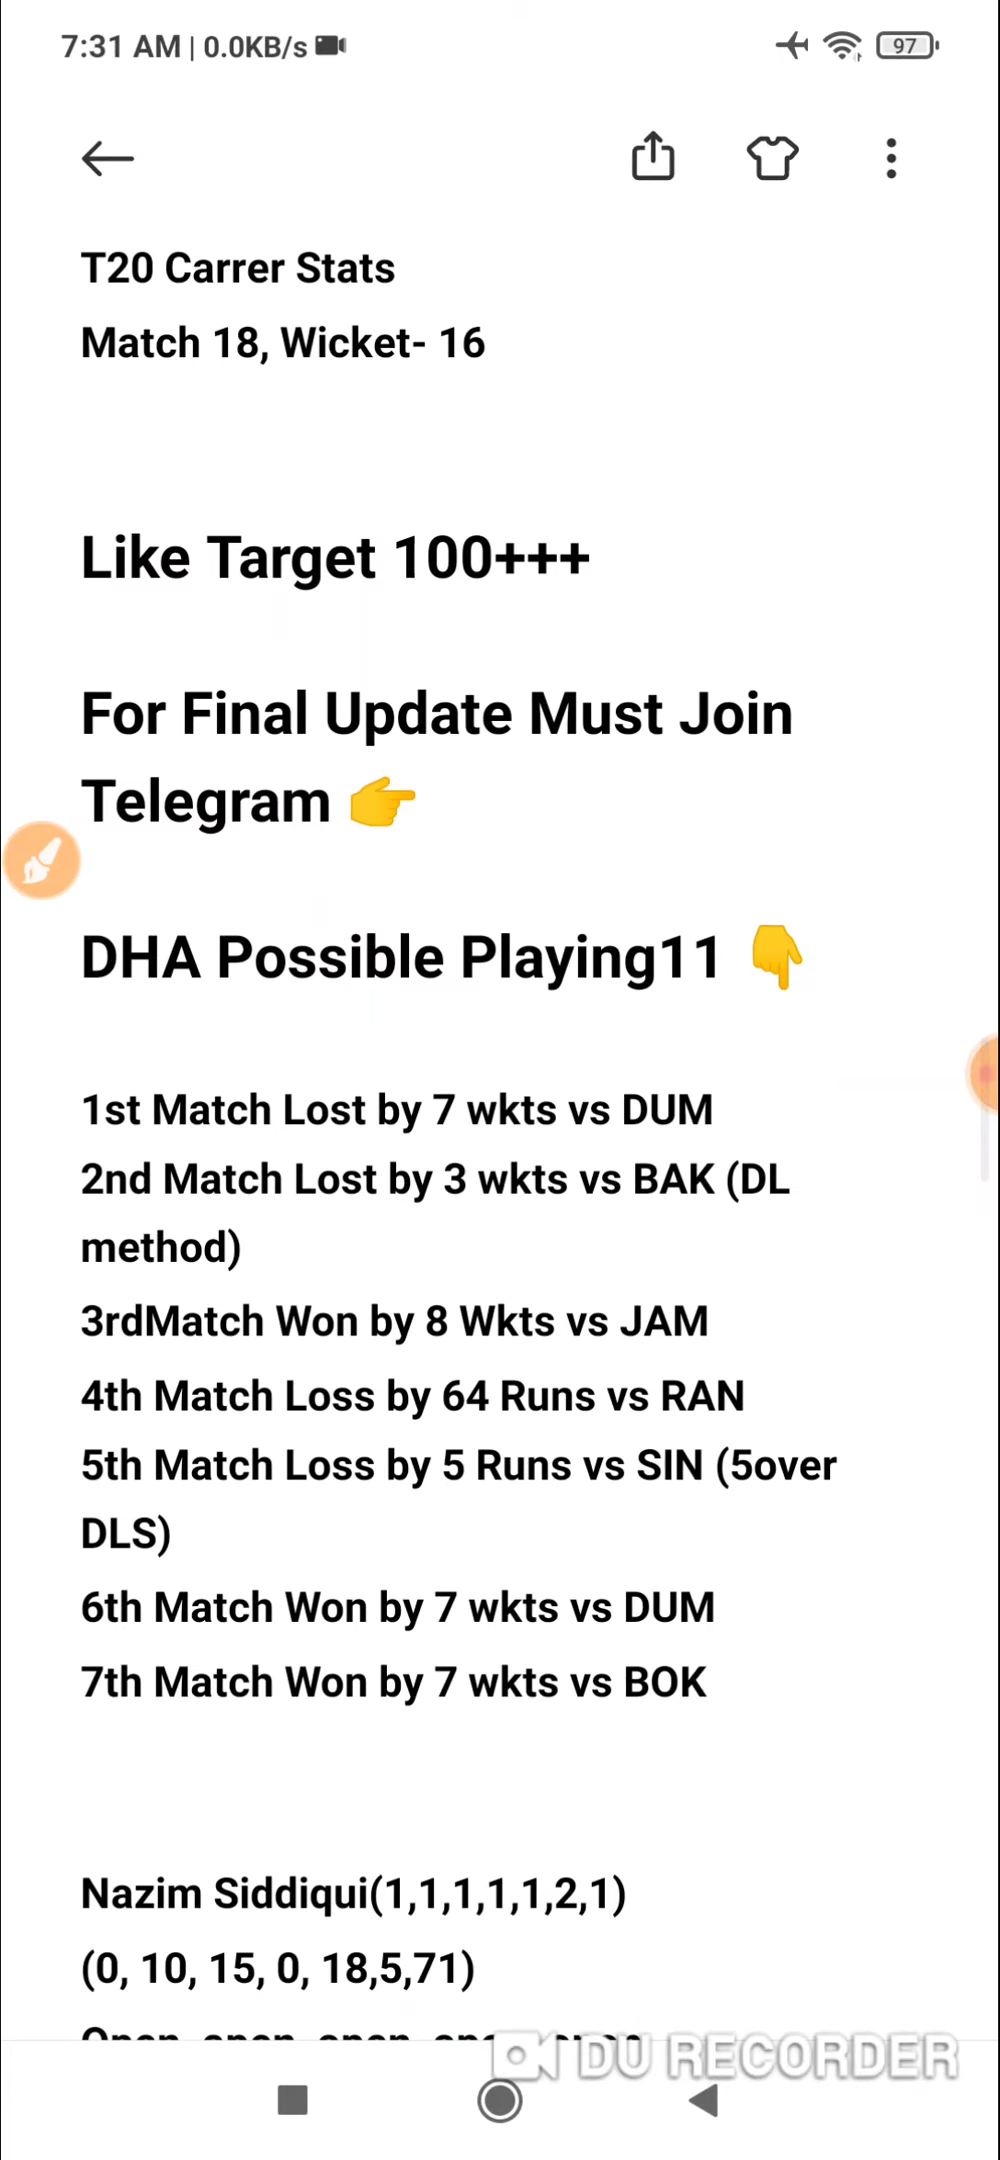 7:31 AM | 0.0KB/s
97
T20 Carrer Stats
Match 18, Wicket- 16
Like Target 100+++
For Final Update Must Join
Telegram 👉
DHA Possible Playing11 👇
1st Match Lost by 7 wkts vs DUM
2nd Match Lost by 3 wkts vs BAK (DL
method)
3rdMatch Won by 8 Wkts vs JAM
4th Match Loss by 64 Runs vs RAN
5th Match Loss by 5 Runs vs SIN (5over
DLS)
6th Match Won by 7 wkts vs DUM
7th Match Won by 7 wkts vs BOK
Nazim Siddiqui(1,1,1,1,1,2,1)
(0, 10, 15, 0, 18,5,71)
DU RECORDER